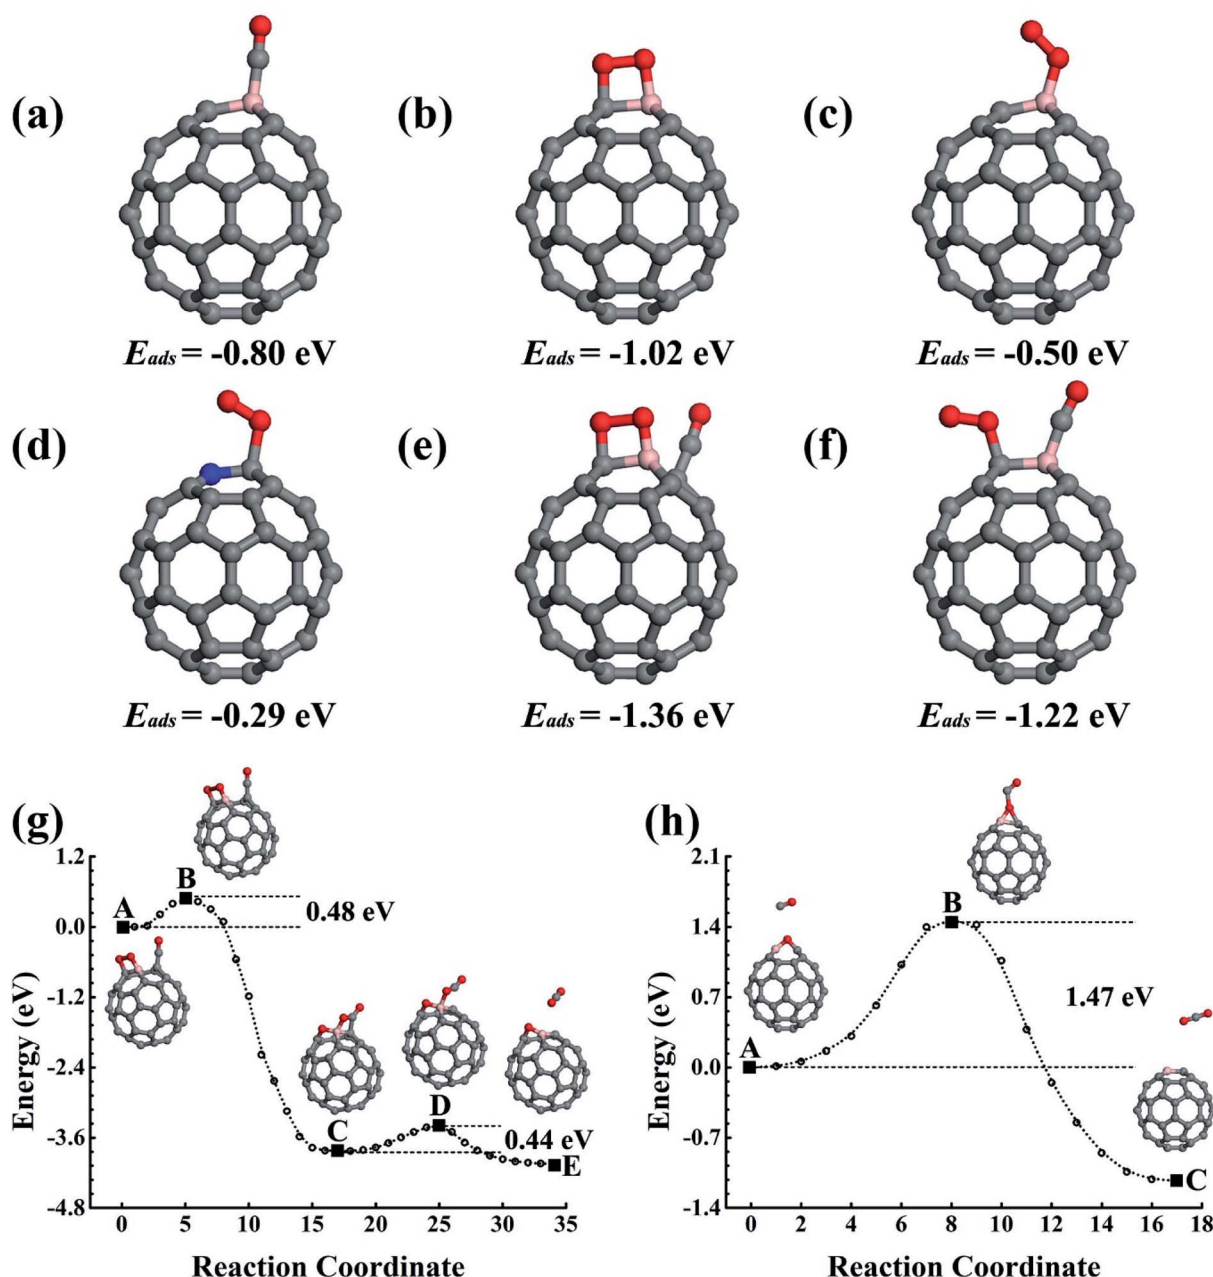 (a) (b) (c)
Eads = -0.80 eV Eads = -1.02 eV Eads = -0.50 eV
(d) (e) (f)
Eads = -0.29 eV Eads = -1.36 eV Eads = -1.22 eV
(g)
1.2
0.0
-1.2
-2.4
-3.6
-4.8
Energy (eV)
A
B
0.48 eV
C
D
0.44 eV
E
0 5 10 15 20 25 30 35
Reaction Coordinate
(h)
2.1
1.4
0.7
0.0
-0.7
-1.4
Energy (eV)
A
B
1.47 eV
C
0 2 4 6 8 10 12 14 16 18
Reaction Coordinate